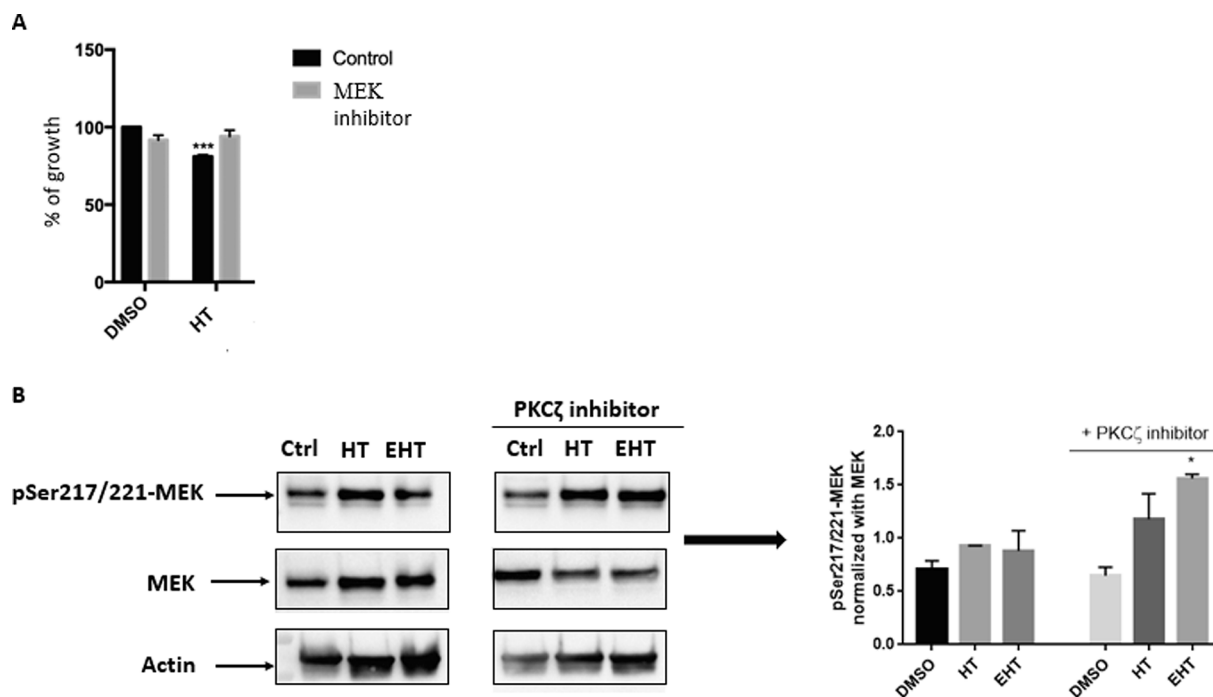 A
150
100
50
0
% of growth
***
DMSO
HT
Control
MEK
inhibitor
B
PKCζ inhibitor
Ctrl HT EHT
Ctrl HT EHT
pSer217/221-MEK
MEK
Actin
pSer217/221-MEK
normalized with MEK
2.0
1.5
1.0
0.5
0.0
+ PKCζ inhibitor
*
DMSO
HT
EHT
DMSO
HT
EHT